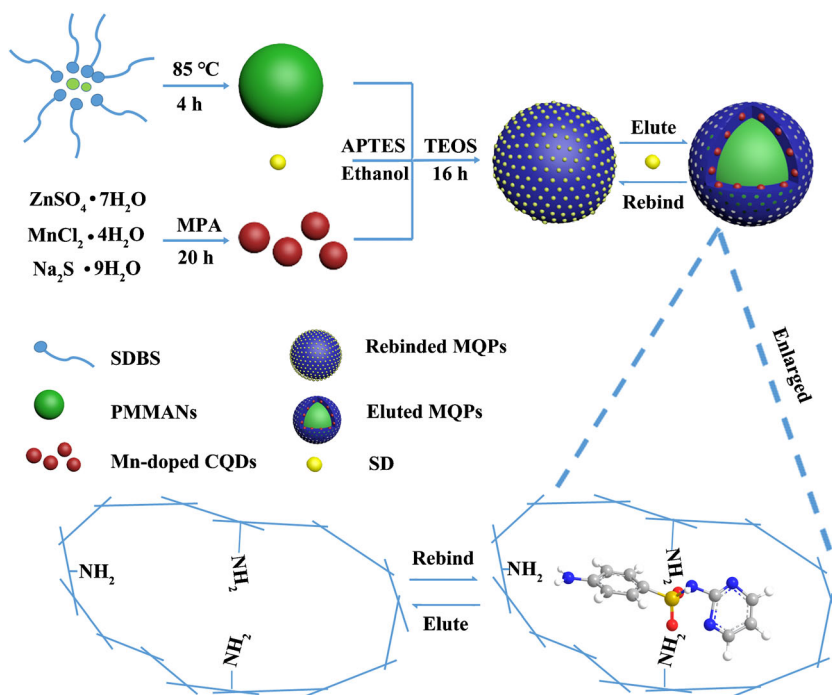 85 °C
4 h
APTES
Ethanol
TEOS
16 h
Elute
Rebind
ZnSO₄·7H₂O
MnCl₂·4H₂O
Na₂S ·9H₂O
MPA
20 h
Enlarged
SDBS
Rebinded MQPs
PMMANs
Eluted MQPs
Mn-doped CQDs
SD
NH₂
NH₂
NH₂
Rebind
Elute
NH₂
NH₂
NH₂